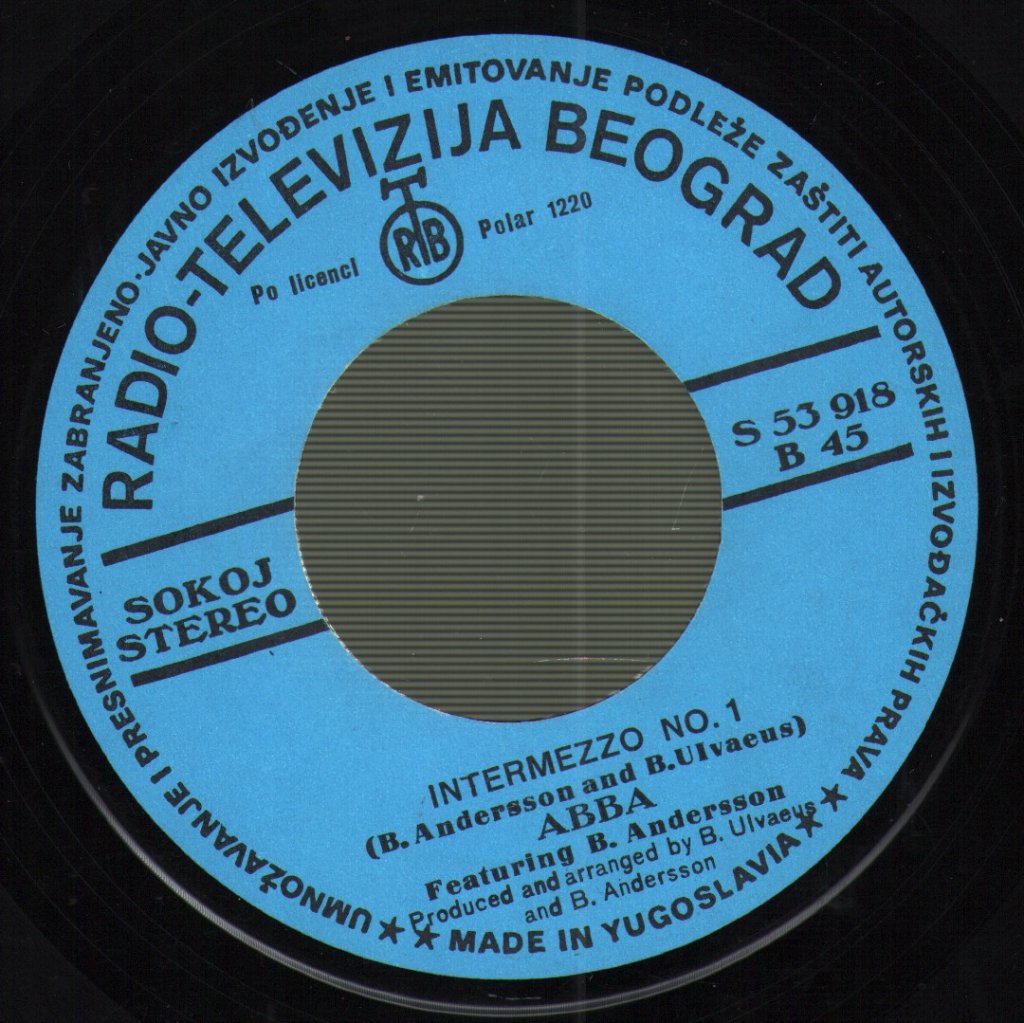 UMNOŽAVANJE I PRESNIMAVANJE ZABRANJENO·JAVNO IZVOĐENJE I EMITOVANJE PODLEŽE ZAŠTITI AUTORSKIH I IZVOĐAČKIH PRAVA
RADIO-TELEVIZIJA BEOGRAD
Po licenci
RTB
Polar 1220
S 53 918
B 45
SOKOJ
STEREO
INTERMEZZO NO. 1
(B. Andersson and B. Ulvaeus)
ABBA
Featuring B. Andersson
Produced and arranged by B. Ulvaeus
and B. Andersson
★ ★ MADE IN YUGOSLAVIA ★ ★